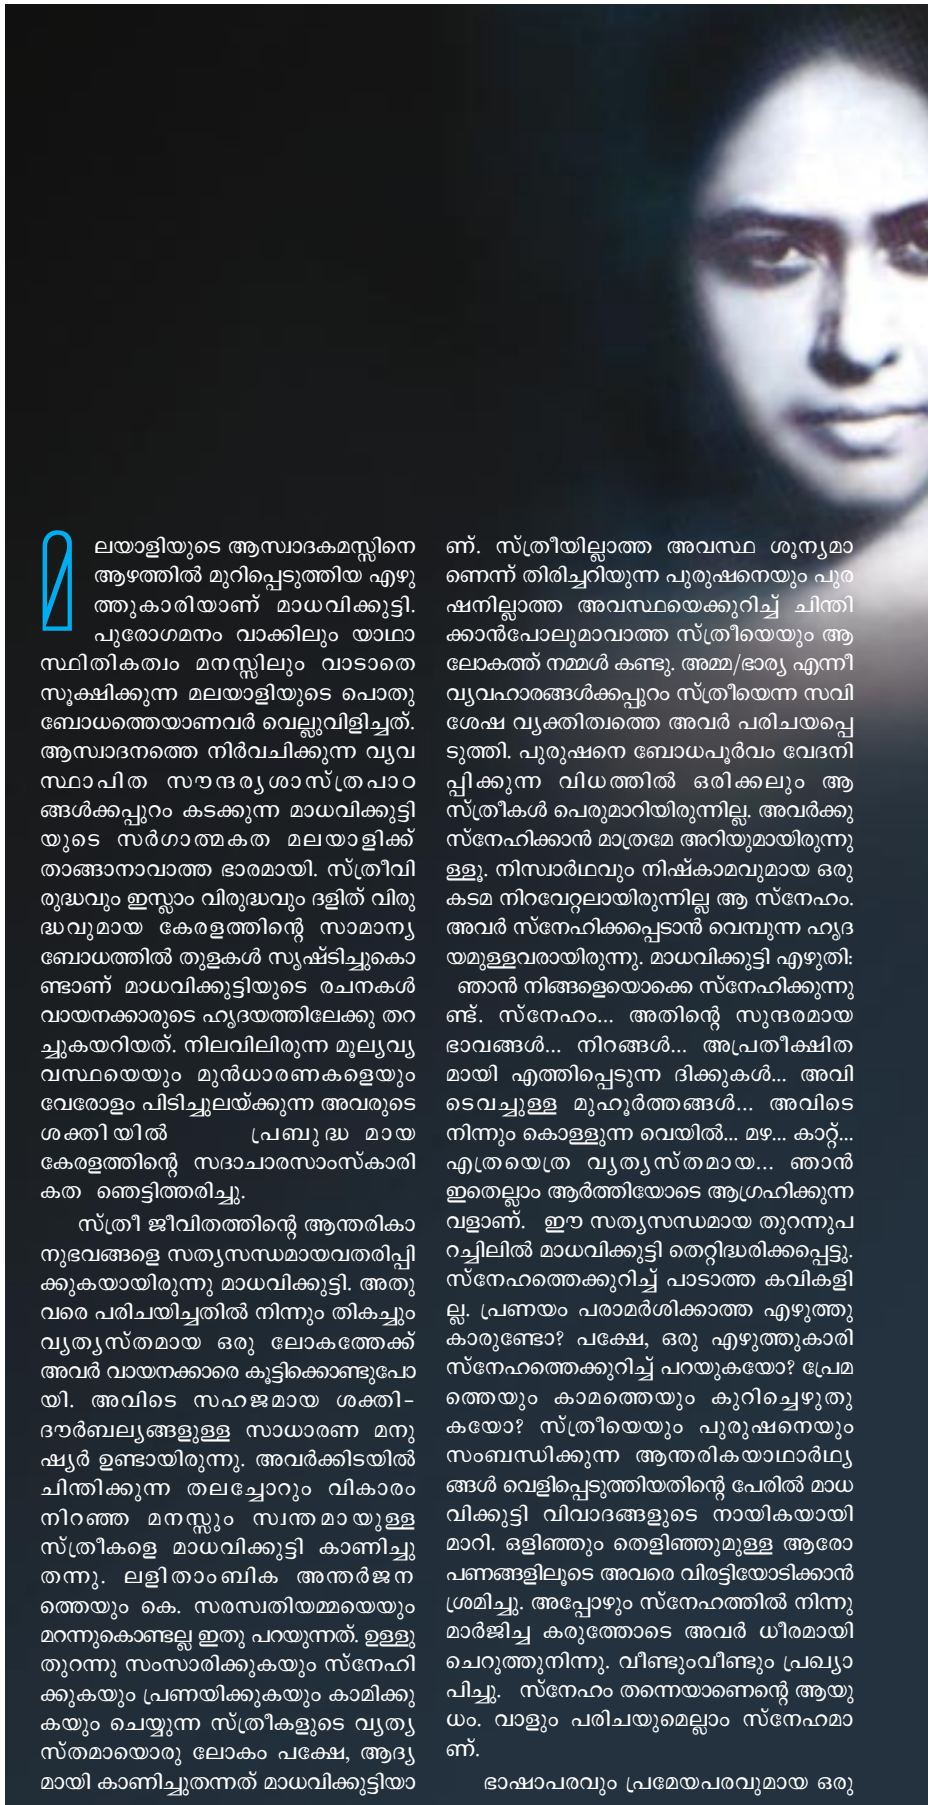 മലയാളിയുടെ ആസ്വാദകമസ്സിനെ
ആഴത്തിൽ മുറിപ്പെടുത്തിയ എഴു
ത്തുകാരിയാണ് മാധവിക്കുട്ടി.
പുരോഗമനം വാക്കിലും യാഥാ
സ്ഥിതികത്വം മനസ്സിലും വാടാതെ
സൂക്ഷിക്കുന്ന മലയാളിയുടെ പൊതു
ബോധത്തെയാണവർ വെല്ലുവിളിച്ചത്.
ആസ്വാദനത്തെ നിർവചിക്കുന്ന വ്യവ
സ്ഥാപിത സൗന്ദര്യശാസ്ത്രപാഠ
ങ്ങൾക്കപ്പുറം കടക്കുന്ന മാധവിക്കുട്ടി
യുടെ സർഗാത്മകത മലയാളിക്ക്
താങ്ങാനാവാത്ത ഭാരമായി. സ്ത്രീവി
രുദ്ധവും ഇസ്ലാം വിരുദ്ധവും ദളിത് വിരു
ദ്ധവുമായ കേരളത്തിന്റെ സാമാന്യ
ബോധത്തിൽ തുളകൾ സൃഷ്ടിച്ചുകൊ
ണ്ടാണ് മാധവിക്കുട്ടിയുടെ രചനകൾ
വായനക്കാരുടെ ഹൃദയത്തിലേക്കു തറ
ച്ചുകയറിയത്. നിലവിലിരുന്ന മൂല്യവ്യ
വസ്ഥയെയും മുൻധാരണകളെയും
വേരോളം പിടിച്ചുലയ്ക്കുന്ന അവരുടെ
ശക്തിയിൽ പ്രബുദ്ധമായ
കേരളത്തിന്റെ സദാചാരസാംസ്കാരി
കത ഞെട്ടിത്തരിച്ചു.
സ്ത്രീ ജീവിതത്തിന്റെ ആന്തരികാ
നുഭവങ്ങളെ സത്യസന്ധമായവതരിപ്പി
ക്കുകയായിരുന്നു മാധവിക്കുട്ടി. അതു
വരെ പരിചയിച്ചതിൽ നിന്നും തികച്ചും
വ്യത്യസ്തമായ ഒരു ലോകത്തേക്ക്
അവർ വായനക്കാരെ കൂട്ടിക്കൊണ്ടുപോ
യി. അവിടെ സഹജമായ ശക്തി-
ദൗർബല്യങ്ങളുള്ള സാധാരണ മനു
ഷ്യർ ഉണ്ടായിരുന്നു. അവർക്കിടയിൽ
ചിന്തിക്കുന്ന തലച്ചോറും വികാരം
നിറഞ്ഞ മനസ്സും സ്വന്തമായുള്ള
സ്ത്രീകളെ മാധവിക്കുട്ടി കാണിച്ചു
തന്നു. ലളിതാംബിക അന്തർജന
ത്തെയും കെ. സരസ്വതിയമ്മയെയും
മറന്നുകൊണ്ടല്ല ഇതു പറയുന്നത്. ഉള്ളു
തുറന്നു സംസാരിക്കുകയും സ്നേഹി
ക്കുകയും പ്രണയിക്കുകയും കാമിക്കു
കയും ചെയ്യുന്ന സ്ത്രീകളുടെ വ്യത്യ
സ്തമായൊരു ലോകം പക്ഷേ, ആദ്യ
മായി കാണിച്ചുതന്നത് മാധവിക്കുട്ടിയാ
ണ്. സ്ത്രീയില്ലാത്ത അവസ്ഥ ശൂന്യമാ
ണെന്ന് തിരിച്ചറിയുന്ന പുരുഷനെയും പുര
ഷനില്ലാത്ത അവസ്ഥയെക്കുറിച്ച് ചിന്തി
ക്കാൻപോലുമാവാത്ത സ്ത്രീയെയും ആ
ലോകത്ത് നമ്മൾ കണ്ടു. അമ്മ/ഭാര്യ എന്നീ
വ്യവഹാരങ്ങൾക്കപ്പുറം സ്ത്രീയെന്ന സവി
ശേഷ വ്യക്തിത്വത്തെ അവർ പരിചയപ്പെ
ടുത്തി. പുരുഷനെ ബോധപൂർവം വേദനി
പ്പിക്കുന്ന വിധത്തിൽ ഒരിക്കലും ആ
സ്ത്രീകൾ പെരുമാറിയിരുന്നില്ല. അവർക്കു
സ്നേഹിക്കാൻ മാത്രമേ അറിയുമായിരുന്നു
ള്ളൂ. നിസ്വാർഥവും നിഷ്കാമവുമായ ഒരു
കടമ നിറവേറ്റലായിരുന്നില്ല ആ സ്നേഹം.
അവർ സ്നേഹിക്കപ്പെടാൻ വെമ്പുന്ന ഹൃദ
യമുള്ളവരായിരുന്നു. മാധവിക്കുട്ടി എഴുതി:
ഞാൻ നിങ്ങളെയൊക്കെ സ്നേഹിക്കുന്നു
ണ്ട്. സ്നേഹം... അതിന്റെ സുന്ദരമായ
ഭാവങ്ങൾ... നിറങ്ങൾ... അപ്രതീക്ഷിത
മായി എത്തിപ്പെടുന്ന ദിക്കുകൾ... അവി
ടെവച്ചുള്ള മുഹൂർത്തങ്ങൾ... അവിടെ
നിന്നും കൊള്ളുന്ന വെയിൽ... മഴ... കാറ്റ്...
എത്രയെത്ര വ്യത്യസ്തമായ... ഞാൻ
ഇതെല്ലാം ആർത്തിയോടെ ആഗ്രഹിക്കുന്ന
വളാണ്. ഈ സത്യസന്ധമായ തുറന്നുപ
റച്ചിലിൽ മാധവിക്കുട്ടി തെറ്റിദ്ധരിക്കപ്പെട്ടു.
സ്നേഹത്തെക്കുറിച്ച് പാടാത്ത കവികളി
ല്ല. പ്രണയം പരാമർശിക്കാത്ത എഴുത്തു
കാരുണ്ടോ? പക്ഷേ, ഒരു എഴുത്തുകാരി
സ്നേഹത്തെക്കുറിച്ച് പറയുകയോ? പ്രേമ
ത്തെയും കാമത്തെയും കുറിച്ചെഴുതു
കയോ? സ്ത്രീയെയും പുരുഷനെയും
സംബന്ധിക്കുന്ന ആന്തരികയാഥാർഥ്യ
ങ്ങൾ വെളിപ്പെടുത്തിയതിന്റെ പേരിൽ മാധ
വിക്കുട്ടി വിവാദങ്ങളുടെ നായികയായി
മാറി. ഒളിഞ്ഞും തെളിഞ്ഞുമുള്ള ആരോ
പണങ്ങളിലൂടെ അവരെ വിരട്ടിയോടിക്കാൻ
ശ്രമിച്ചു. അപ്പോഴും സ്നേഹത്തിൽ നിന്നു
മാർജിച്ച കരുത്തോടെ അവർ ധീരമായി
ചെറുത്തുനിന്നു. വീണ്ടുംവീണ്ടും പ്രഖ്യാ
പിച്ചു. സ്നേഹം തന്നെയാണെന്റെ ആയു
ധം. വാളും പരിചയുമെല്ലാം സ്നേഹമാ
ണ്.
ഭാഷാപരവും പ്രമേയപരവുമായ ഒരു